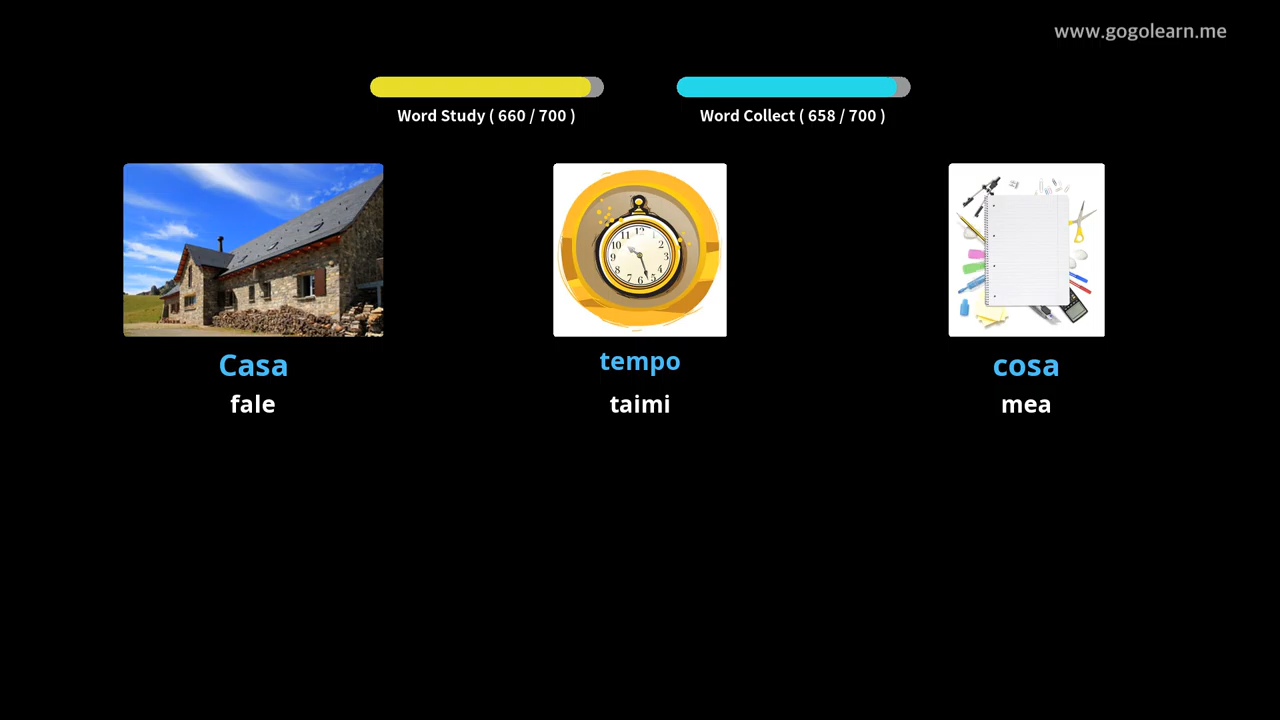 www.gogolearn.me
Word Study ( 660 / 700 )
Word Collect ( 658 / 700 )
Casa
fale
tempo
taimi
cosa
mea